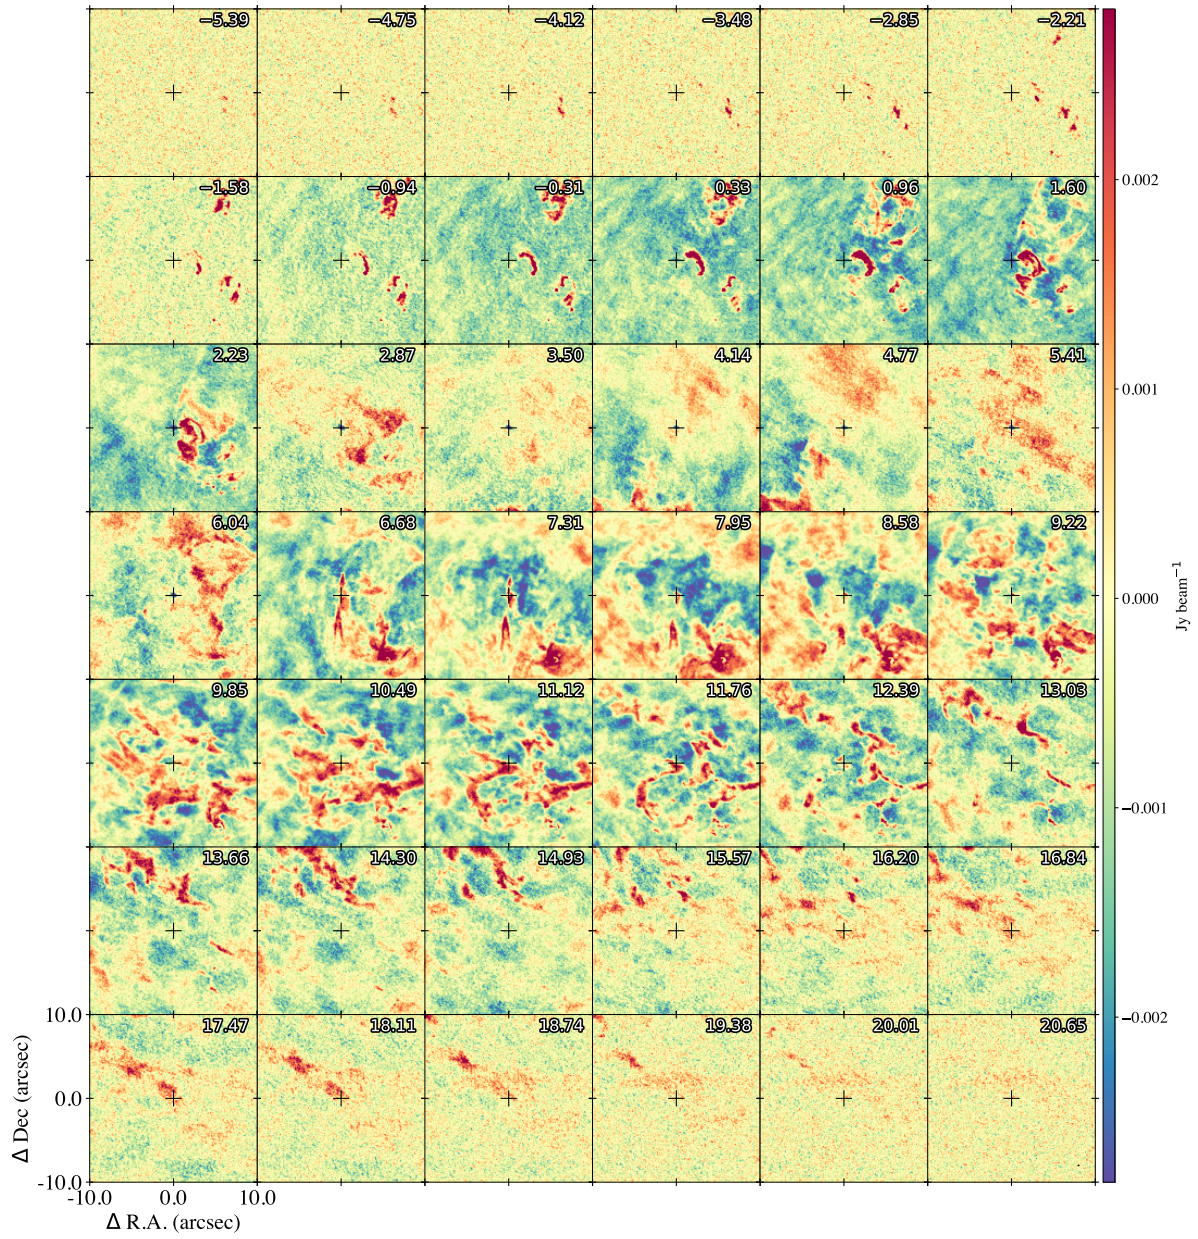 −5.39 −4.75 −4.12 −3.48 −2.85 −2.21
−1.58 −0.94 −0.31 0.33 0.96 1.60
2.23 2.87 3.50 4.14 4.77 5.41
6.04 6.68 7.31 7.95 8.58 9.22
9.85 10.49 11.12 11.76 12.39 13.03
13.66 14.30 14.93 15.57 16.20 16.84
17.47 18.11 18.74 19.38 20.01 20.65
10.0
0.0
-10.0
Δ Dec (arcsec)
-10.0 0.0 10.0
Δ R.A. (arcsec)
0.002
0.001
0.000
−0.001
−0.002
Jy beam⁻¹